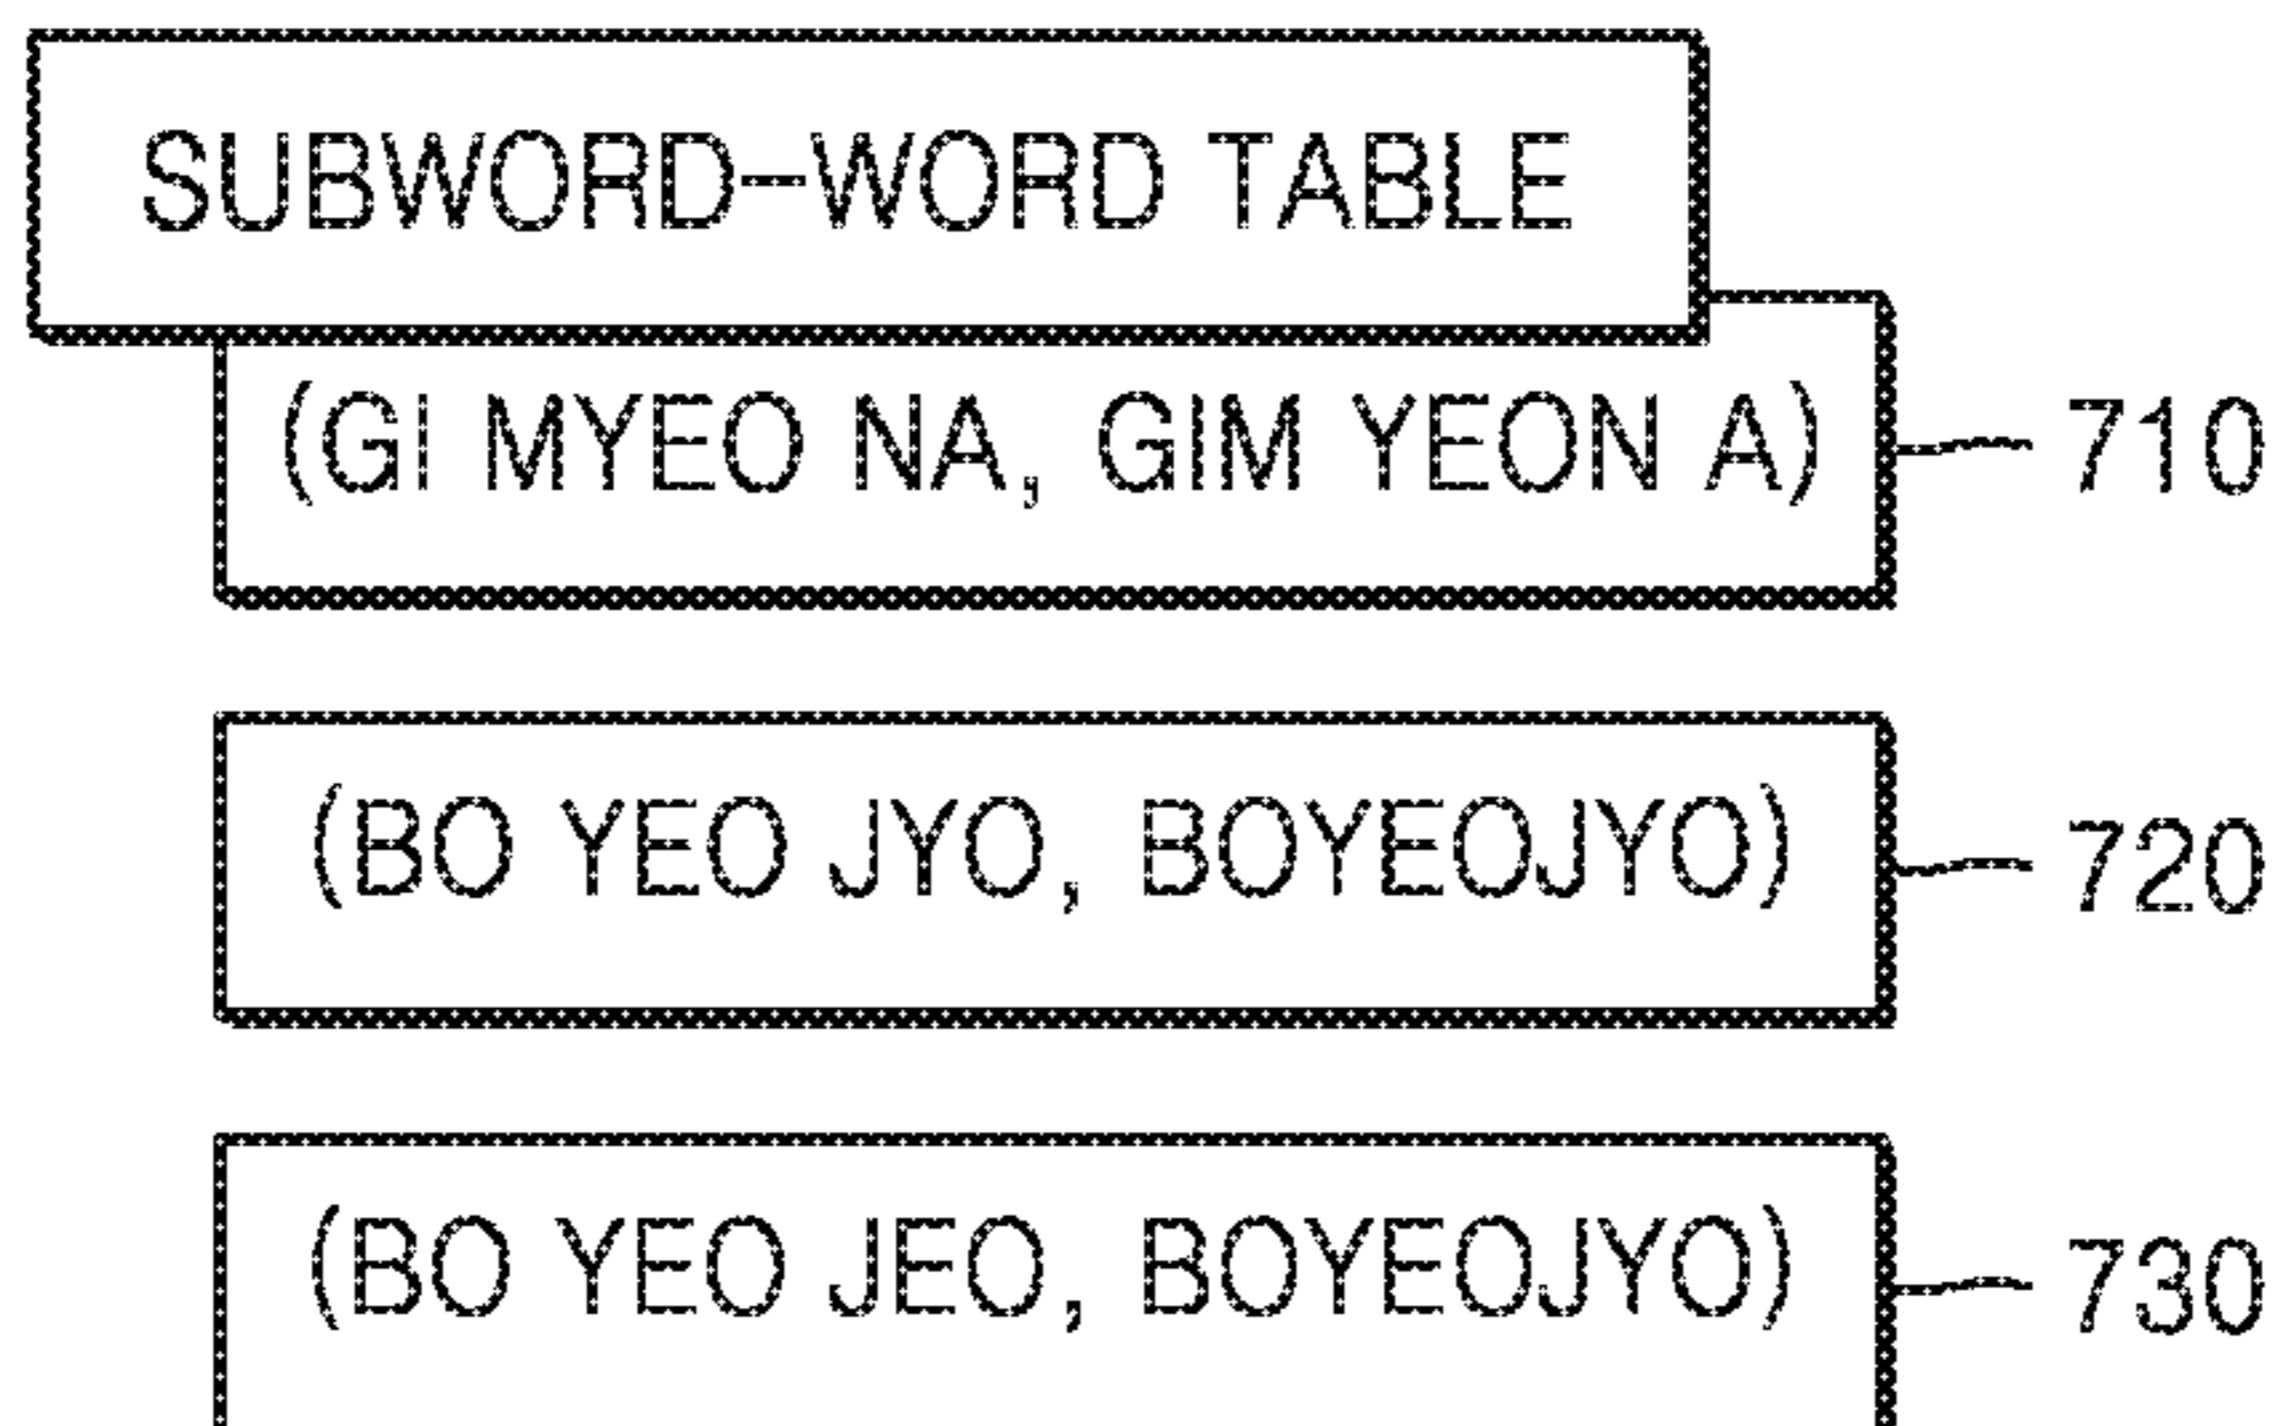 SUBWORD-WORD TABLE
(GI MYEO NA, GIM YEON A) 710
(BO YEO JYO, BOYEOJYO) 720
(BO YEO JEO, BOYEOJYO) 730